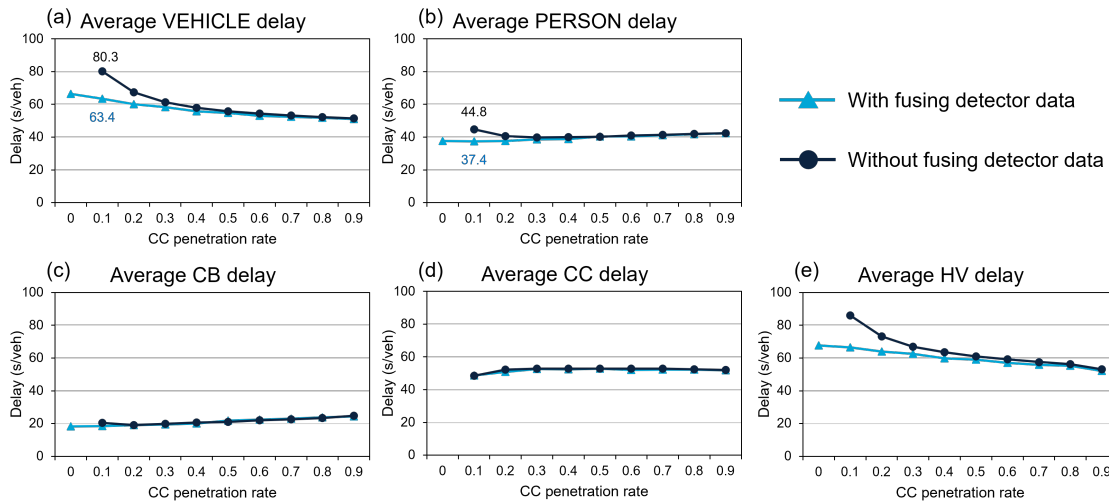 (a) Average VEHICLE delay
100
80
60
40
20
0
Delay (s/veh)
80.3
63.4
0 0.1 0.2 0.3 0.4 0.5 0.6 0.7 0.8 0.9
CC penetration rate
(b) Average PERSON delay
100
80
60
40
20
0
Delay (s/veh)
44.8
37.4
0 0.1 0.2 0.3 0.4 0.5 0.6 0.7 0.8 0.9
CC penetration rate
With fusing detector data
Without fusing detector data
(c) Average CB delay
100
80
60
40
20
0
Delay (s/veh)
0 0.1 0.2 0.3 0.4 0.5 0.6 0.7 0.8 0.9
CC penetration rate
(d) Average CC delay
100
80
60
40
20
0
Delay (s/veh)
0 0.1 0.2 0.3 0.4 0.5 0.6 0.7 0.8 0.9
CC penetration rate
(e) Average HV delay
100
80
60
40
20
0
Delay (s/veh)
0 0.1 0.2 0.3 0.4 0.5 0.6 0.7 0.8 0.9
CC penetration rate